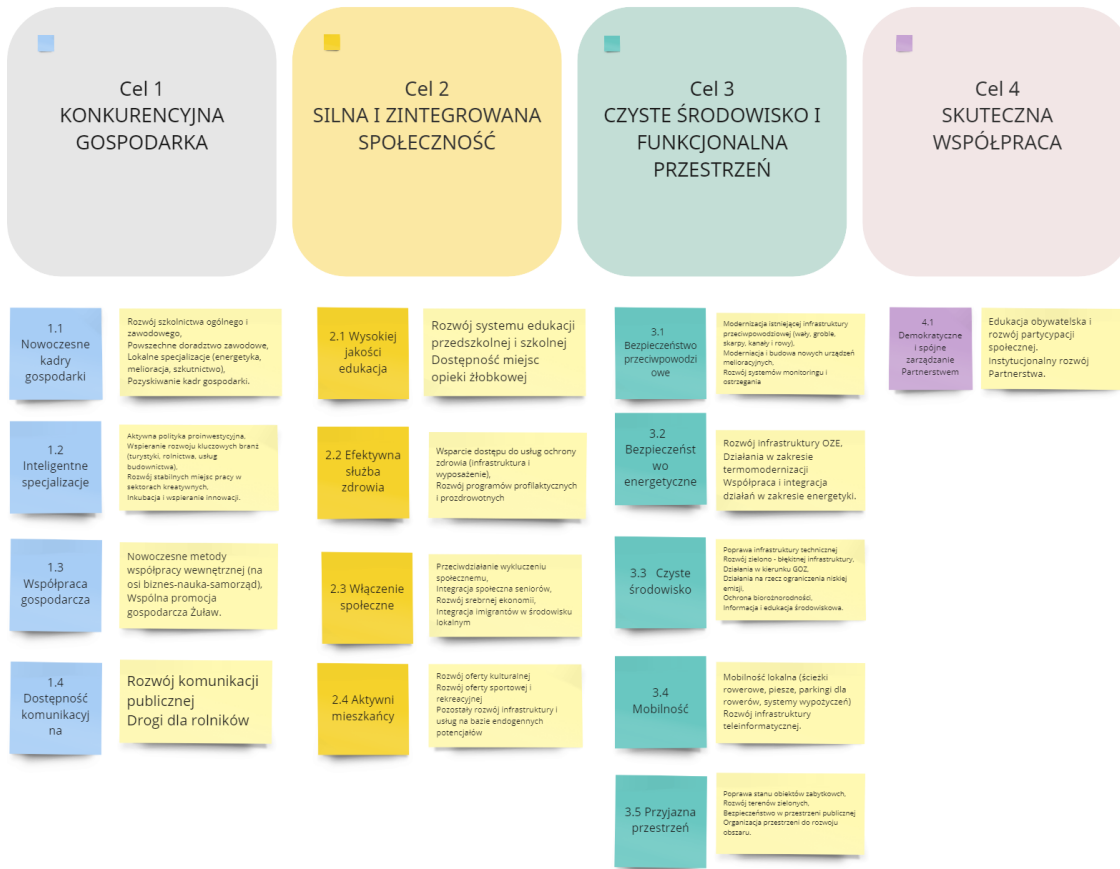 Cel 1
KONKURENCYJNA
GOSPODARKA
Cel 2
SILNA I ZINTEGROWANA
SPOŁECZNOŚĆ
Cel 3
CZYSTE ŚRODOWISKO I
FUNKCJONALNA
PRZESTRZEŃ
Cel 4
SKUTECZNA
WSPÓŁPRACA
1.1
Nowoczesne
kadry
gospodarki
Rozwój szkolnictwa ogólnego i
zawodowego,
Powszechne doradztwo zawodowe,
Lokalne specjalizacje (energetyka,
melioracja, szkutnictwo),
Pozyskiwanie kadr gospodarki.
1.2
Inteligentne
specjalizacje
Aktywna polityka proinwestycyjna.
Wspieranie rozwoju kluczowych branż
(turystyki, rolnictwa, usług
budownictwa),
Rozwój stabilnych miejsc pracy w
sektorach kreatywnych,
Inkubacja i wspieranie innowacji.
1.3
Współpraca
gospodarcza
Nowoczesne metody
współpracy wewnętrznej (na
osi biznes-nauka-samorząd),
Wspólna promocja
gospodarcza Żuław.
1.4
Dostępność
komunikacyj
na
Rozwój komunikacji
publicznej
Drogi dla rolników
2.1 Wysokiej
jakości
edukacja
Rozwój systemu edukacji
przedszkolnej i szkolnej
Dostępność miejsc
opieki żłobkowej
2.2 Efektywna
służba
zdrowia
Wsparcie dostępu do usług ochrony
zdrowia (infrastruktura i
wyposażenie),
Rozwój programów profilaktycznych
i prozdrowotnych
2.3 Włączenie
społeczne
Przeciwdziałanie wykluczeniu
społecznemu,
Integracja społeczna seniorów,
Rozwój srebrnej ekonomii,
Integracja imigrantów w środowisku
lokalnym
2.4 Aktywni
mieszkańcy
Rozwój oferty kulturalnej
Rozwój oferty sportowej i
rekreacyjnej
Pozostały rozwój infrastruktury i
usług na bazie endogennych
potencjałów
3.1
Bezpieczeństwo
przeciwpowodzi
owe
Modernizacja istniejącej infrastruktury
przeciwpowodziowej (wały, groble,
skarpy, kanały i rowy),
Moderniacja i budowa nowych urządzeń
melioracyjnych,
Rozwój systemów monitoringu i
ostrzegania
3.2
Bezpieczeńst
wo
energetyczne
Rozwój infrastruktury OZE,
Działania w zakresie
termomodernizacji
Współpraca i integracja
działań w zakresie energetyki.
3.3 Czyste
środowisko
Poprawa infrastruktury technicznej
Rozwój zielono - błękitnej infrastruktury,
Działania w kierunku GOZ,
Działania na rzecz ograniczenia niskiej
emisji,
Ochrona biorożnorodności,
Informacja i edukacja środowiskowa.
3.4
Mobilność
Mobilność lokalna (ścieżki
rowerowe, piesze, parkingi dla
rowerów, systemy wypożyczeń)
Rozwój infrastruktury
teleinformatycznej.
3.5 Przyjazna
przestrzeń
Poprawa stanu obiektów zabytkowch,
Rozwój terenów zielonych,
Bezpieczeństwo w przestrzeni publicznej
Organizacja przestrzeni do rozwoju
obszaru.
4.1
Demokratyczne
i spójne
zarządzanie
Partnerstwem
Edukacja obywatelska i
rozwój partycypacji
społecznej.
Instytucjonalny rozwój
Partnerstwa.